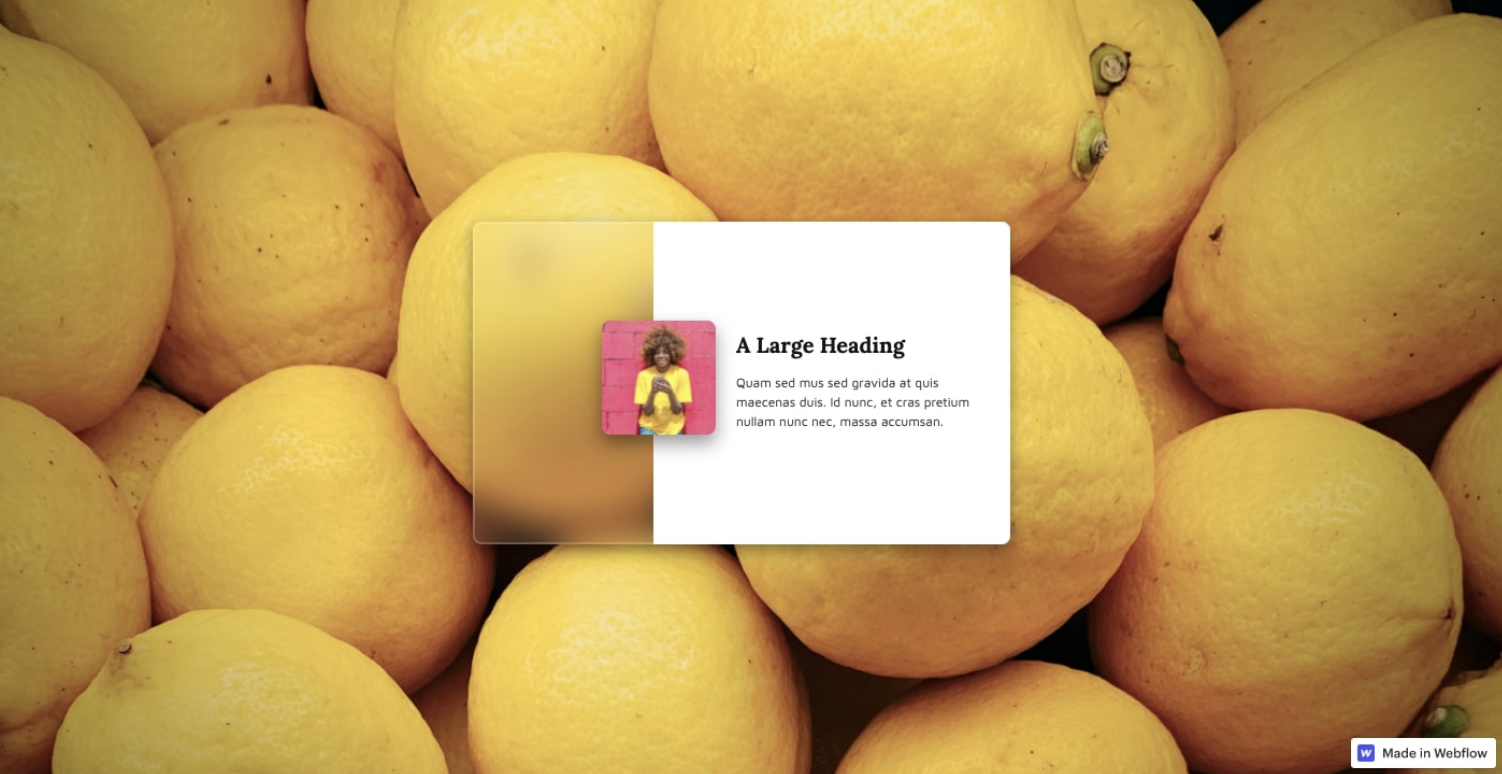 A Large Heading
Quam sed mus sed gravida at quis
maecenas duis. Id nunc, et cras pretium
nullam nunc nec, massa accumsan.
Made in Webflow